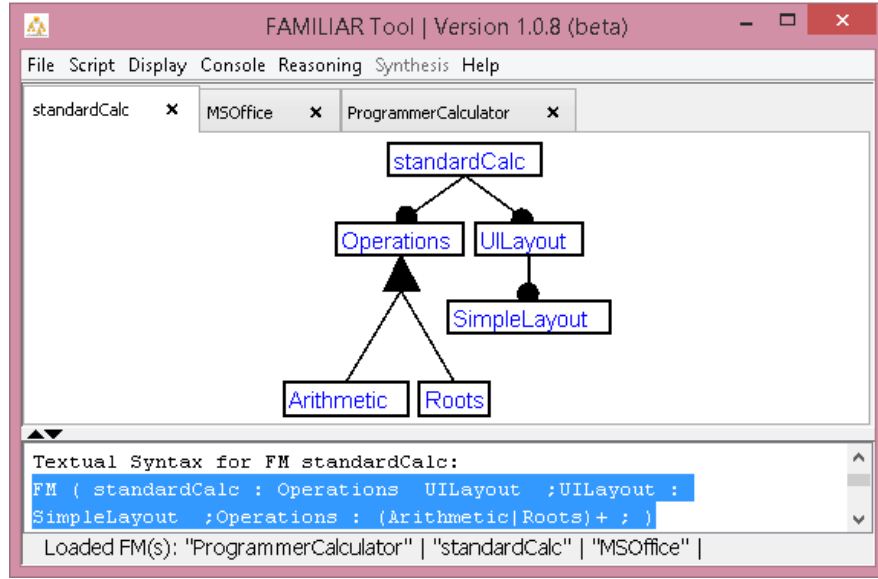 FAMILIAR Tool | Version 1.0.8 (beta)
File Script Display Console Reasoning Synthesis Help
standardCalc × MSOffice × ProgrammerCalculator ×
standardCalc
Operations UILayout
SimpleLayout
Arithmetic Roots
Textual Syntax for FM standardCalc:
FM ( standardCalc : Operations UILayout ;UILayout :
SimpleLayout ;Operations : (Arithmetic|Roots)+ ; )
Loaded FM(s): "ProgrammerCalculator" | "standardCalc" | "MSOffice" |